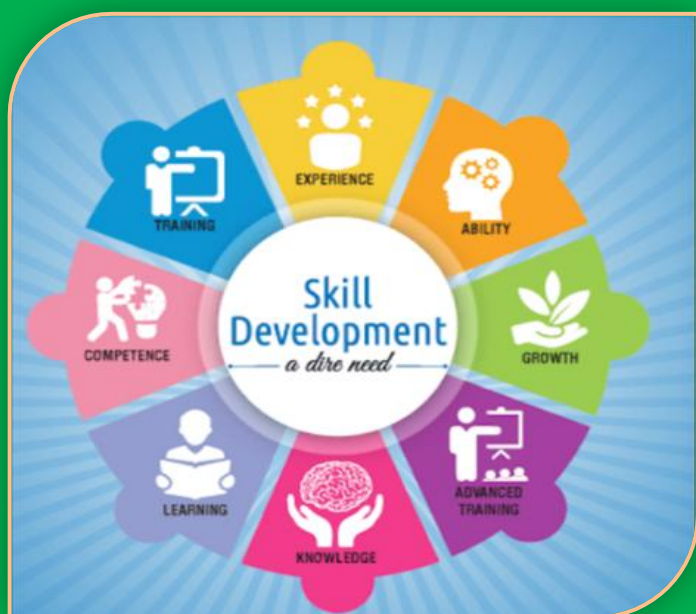 Skill
Development
a dire need
EXPERIENCE
ABILITY
GROWTH
ADVANCED
TRAINING
KNOWLEDGE
LEARNING
COMPETENCE
TRAINING